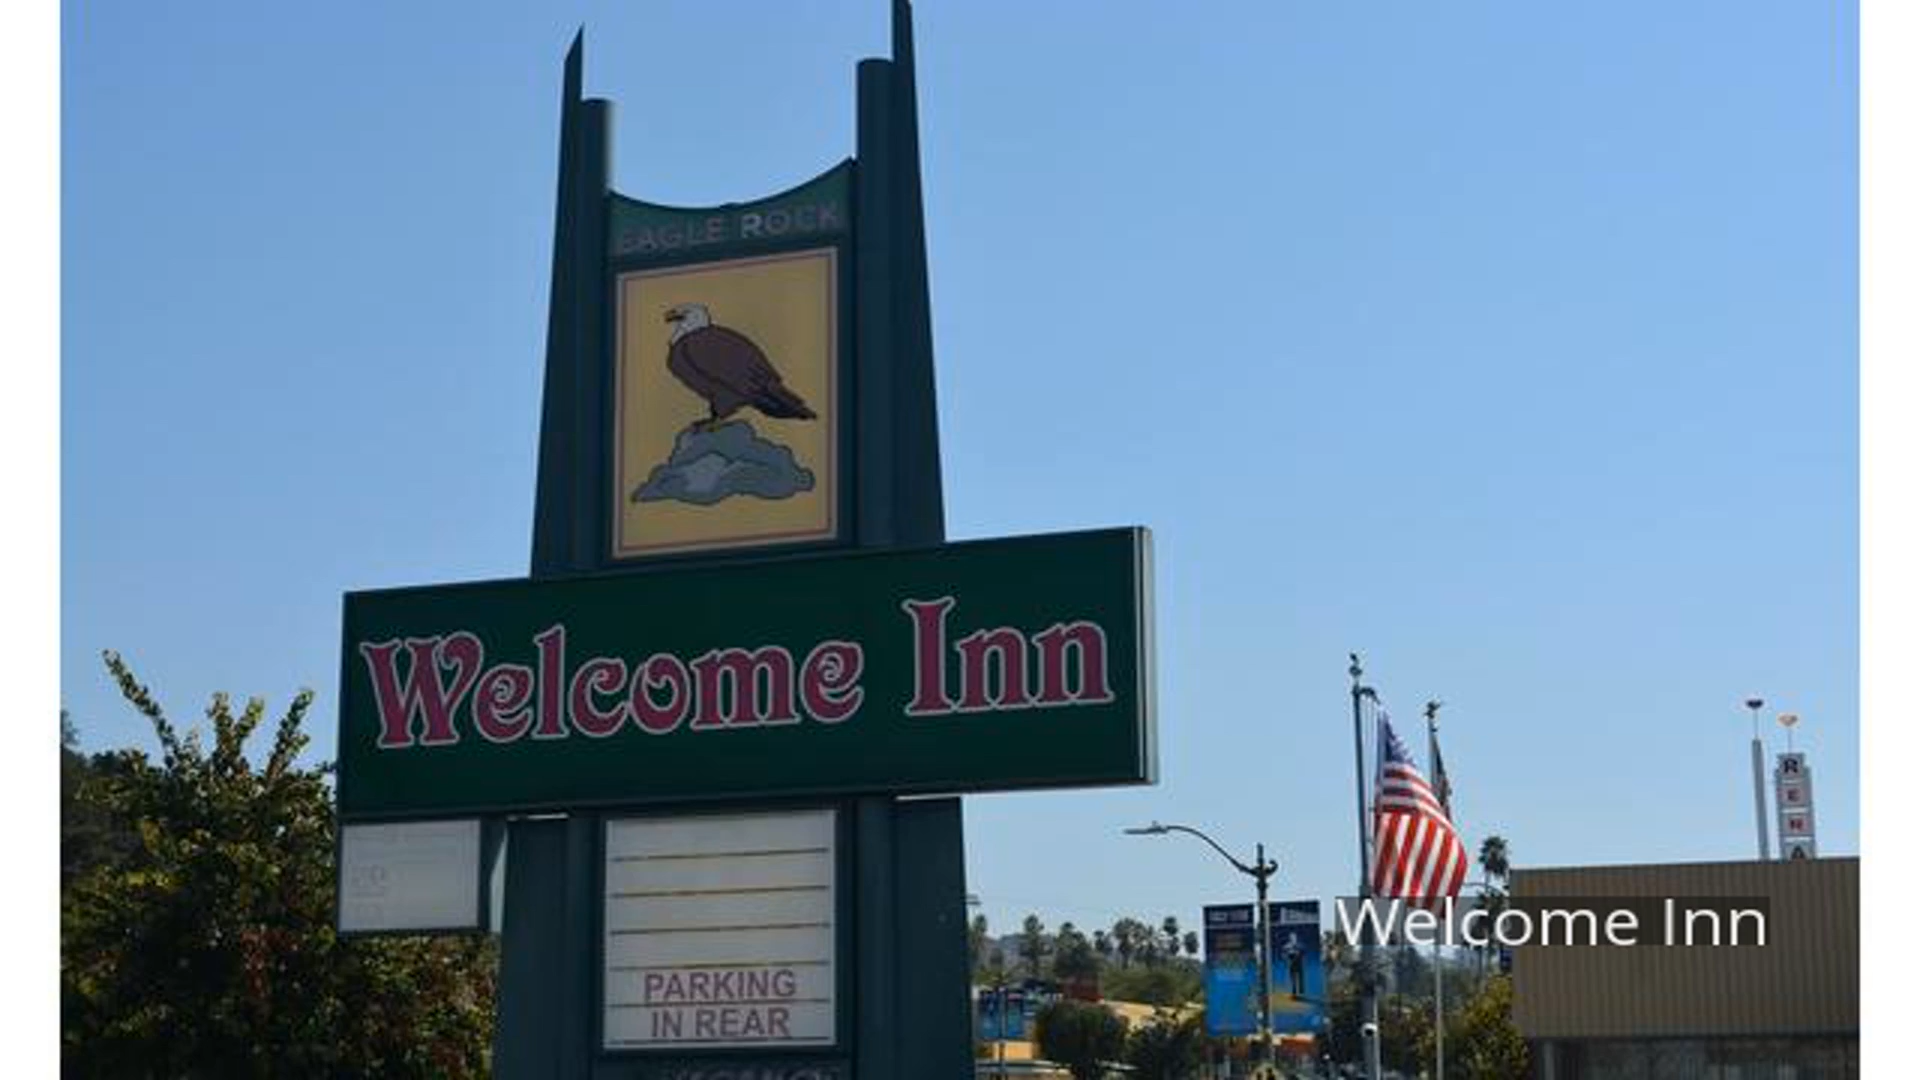 EAGLE ROCK
Welcome Inn
PARKING
IN REAR
Welcome Inn